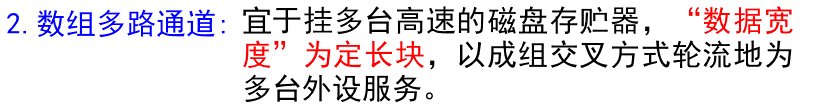 2.数组多路通道：宜于挂多台高速的磁盘存贮器，“数据宽
度”为定长块，以成组交叉方式轮流地为
多台外设服务。